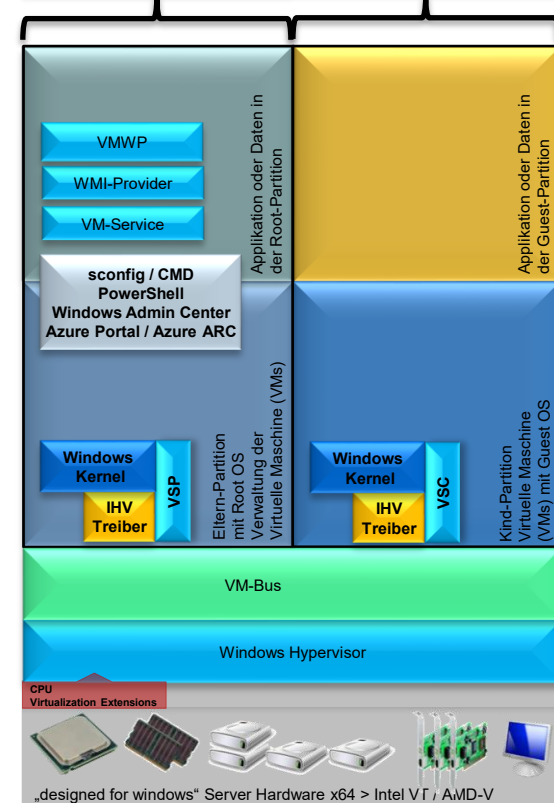 VMWP
WMI-Provider
VM-Service
Applikation oder Daten in
der Root-Partition
Applikation oder Daten in
der Guest-Partition
sconfig / CMD
PowerShell
Windows Admin Center
Azure Portal / Azure ARC
Windows
Kernel
IHV
Treiber
VSP
Eltern-Partition
mit Root OS
Verwaltung der
Virtuelle Maschine (VMs)
Windows
Kernel
IHV
Treiber
VSC
Kind-Partition
Virtuelle Maschine
(VMs) mit Guest OS
VM-Bus
Windows Hypervisor
CPU
Virtualization Extensions
„designed for windows“ Server Hardware x64 > Intel VT / AMD-V